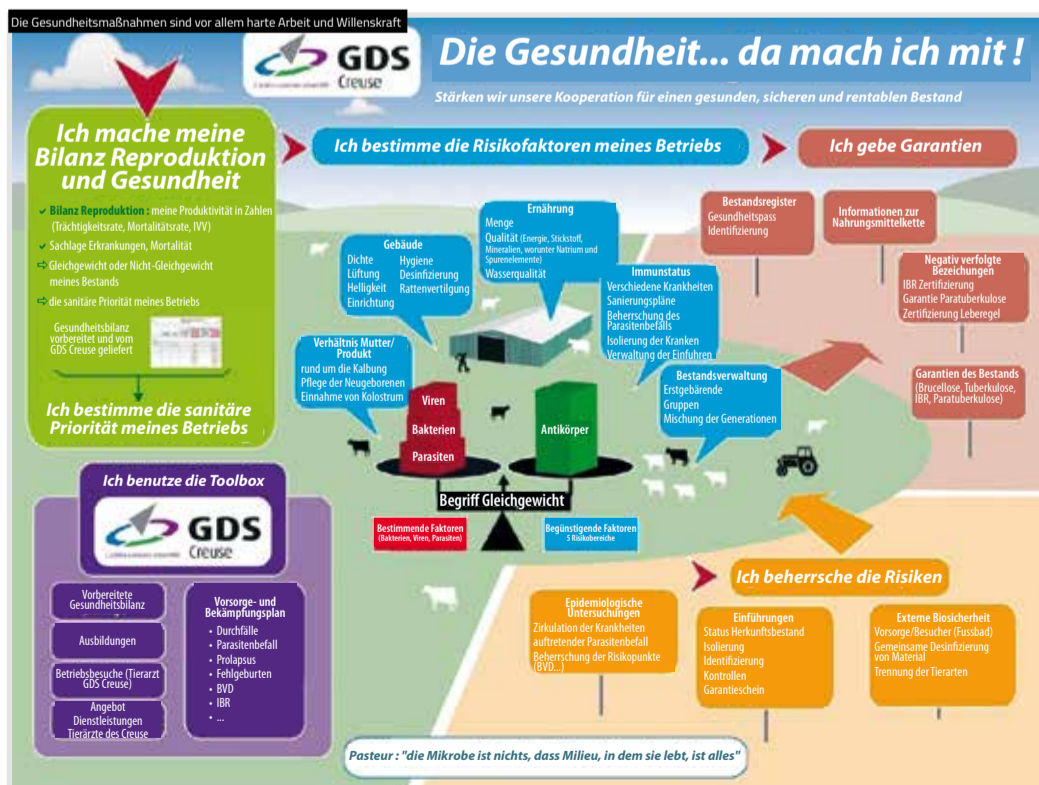 Die Gesundheitsmaßnahmen sind vor allem harte Arbeit und Willenskraft
GDS
Creuse
Die Gesundheit... da mach ich mit !
Stärken wir unsere Kooperation für einen gesunden, sicheren und rentablen Bestand
Ich mache meine
Bilanz Reproduktion
und Gesundheit
Bilanz Reproduktion : meine Produktivität in Zahlen
(Trächtigkeitsrate, Mortalitätsrate, IVV)
Sachlage Erkrankungen, Mortalität
Gleichgewicht oder Nicht-Gleichgewicht
meines Bestands
die sanitäre Priorität meines Betriebs
Gesundheitsbilanz
vorbereitet und vom
GDS Creuse geliefert
Ich bestimme die sanitäre
Priorität meines Betriebs
Ich bestimme die Risikofaktoren meines Betriebs
Gebäude
Dichte
Lüftung
Helligkeit
Einrichtung
Hygiene
Desinfizierung
Rattenvertilgung
Ernährung
Menge
Qualität (Energie, Stickstoff,
Mineralien, worunter Natrium und
Spurenelemente)
Wasserqualität
Immunstatus
Verschiedene Krankheiten
Sanierungspläne
Beherrschung des
Parasitenbefalls
Isolierung der Kranken
Verwaltung der Einfuhren
Verhältnis Mutter/
Produkt
rund um die Kalbung
Pflege der Neugeborenen
Einnahme von Kolostrum
Bestandsverwaltung
Erstgebärende
Gruppen
Mischung der Generationen
Viren
Bakterien
Parasiten
Antikörper
Begriff Gleichgewicht
Bestimmende Faktoren
(Bakterien, Viren, Parasiten)
Begünstigende Faktoren
5 Risikobereiche
Ich gebe Garantien
Bestandsregister
Gesundheitspass
Identifizierung
Informationen zur
Nahrungsmittelkette
Negativ verfolgte
Bezeichungen
IBR Zertifizierung
Garantie Paratuberkulose
Zertifizierung Leberegel
Garantien des Bestands
(Brucellose, Tuberkulose,
IBR, Paratuberkulose)
Ich beherrsche die Risiken
Epidemiologische
Untersuchungen
Zirkulation der Krankheiten
auftretender Parasitenbefall
Beherrschung der Risikopunkte
(BVD...)
Einführungen
Status Herkunftsbestand
Isolierung
Identifizierung
Kontrollen
Garantieschein
Externe Biosicherheit
Vorsorge/Besucher (Fussbad)
Gemeinsame Desinfizierung
von Material
Trennung der Tierarten
Ich benutze die Toolbox
GDS
Creuse
Vorbereitete
Gesundheitsbilanz
Ausbildungen
Betriebsbesuche (Tierarzt
GDS Creuse)
Angebot
Dienstleistungen
Tierärzte des Creuse
Vorsorge- und
Bekämpfungsplan
• Durchfälle
• Parasitenbefall
• Prolapsus
• Fehlgeburten
• BVD
• IBR
• ...
Pasteur : "die Mikrobe ist nichts, dass Milieu, in dem sie lebt, ist alles"